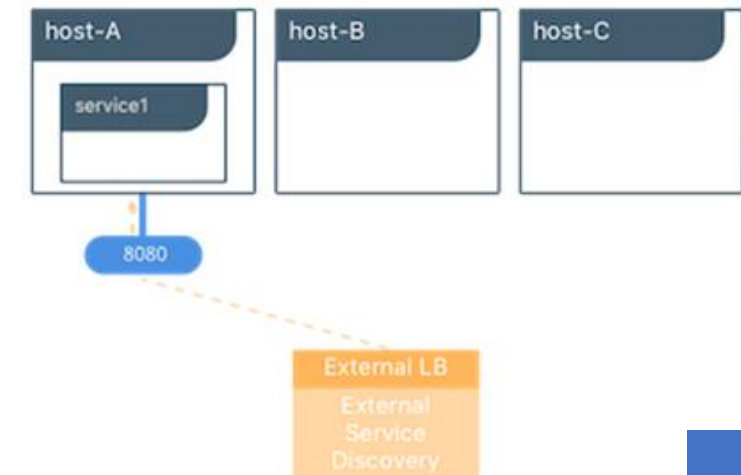 host-A
host-B
host-C
service1
8080
External LB
External
Service
Discovery